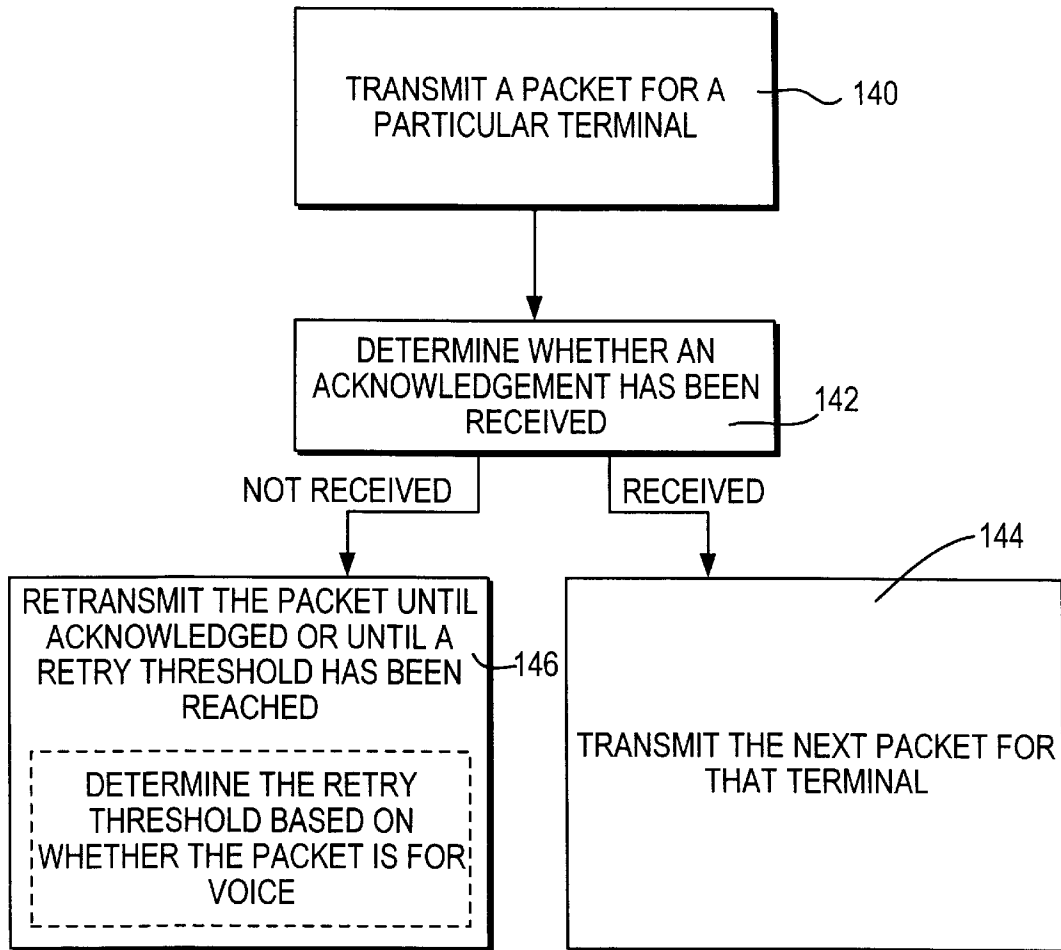 TRANSMIT A PACKET FOR A
PARTICULAR TERMINAL
140
DETERMINE WHETHER AN
ACKNOWLEDGEMENT HAS BEEN
RECEIVED
142
NOT RECEIVED
RECEIVED
144
RETRANSMIT THE PACKET UNTIL
ACKNOWLEDGED OR UNTIL A
RETRY THRESHOLD HAS BEEN
REACHED
146
DETERMINE THE RETRY
THRESHOLD BASED ON
WHETHER THE PACKET IS FOR
VOICE
TRANSMIT THE NEXT PACKET FOR
THAT TERMINAL